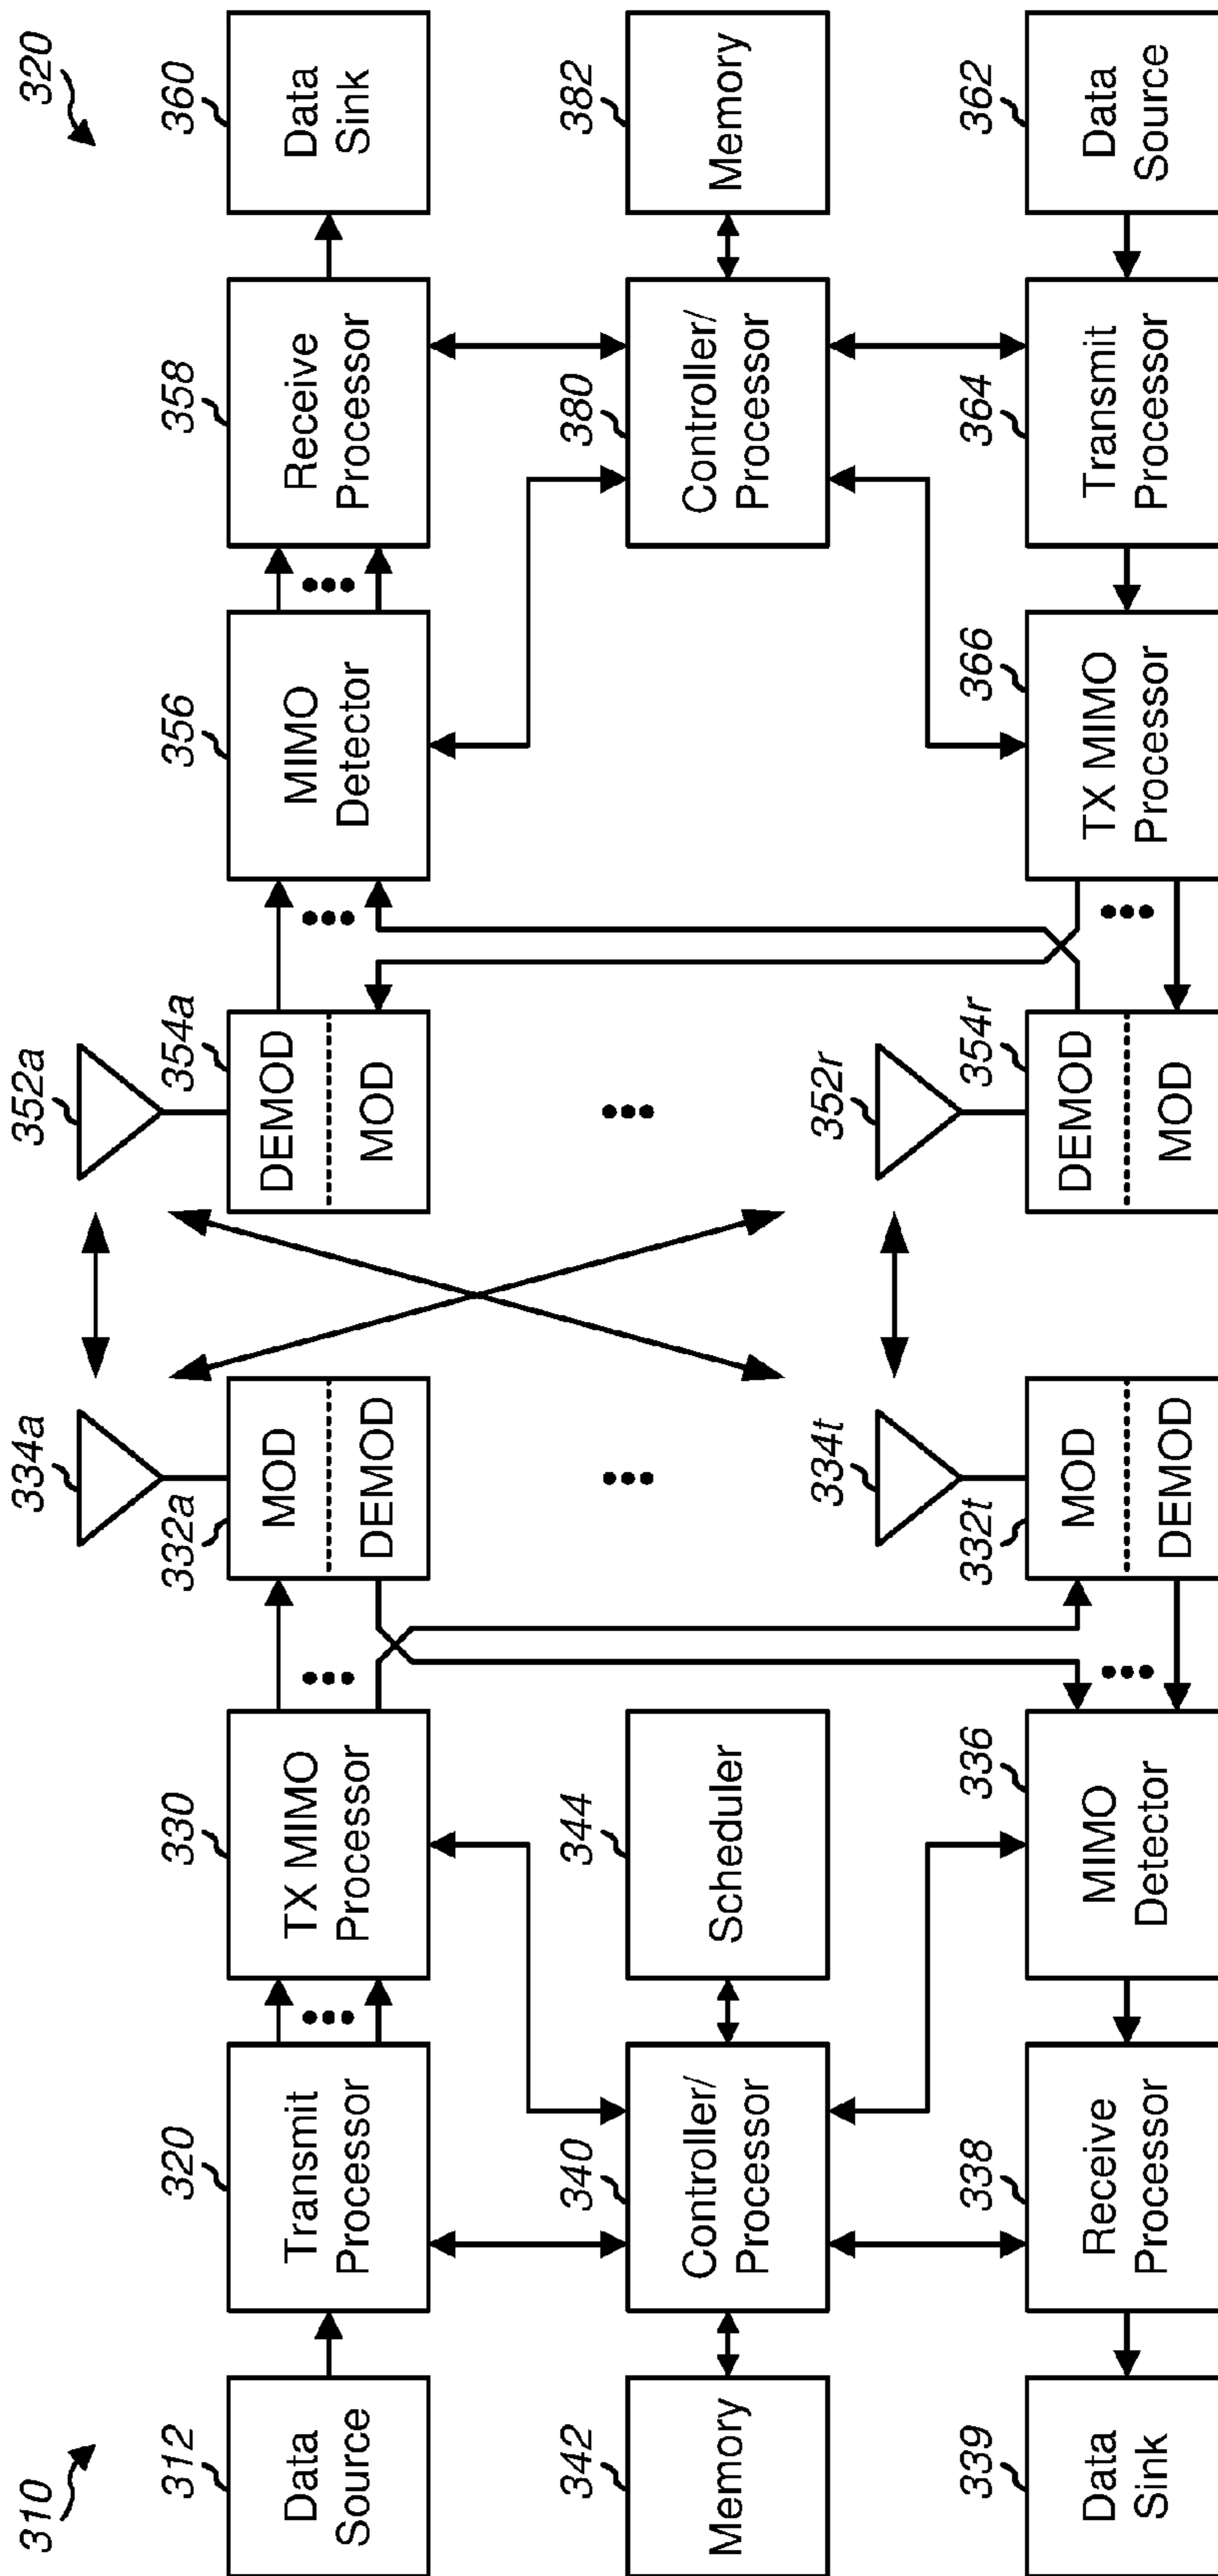 310
312
Data
Source
320
Transmit
Processor
330
TX MIMO
Processor
332a
MOD
DEMOD
334a
352a
354a
DEMOD
MOD
356
MIMO
Detector
358
Receive
Processor
360
Data
Sink
320
342
Memory
340
Controller/
Processor
344
Scheduler
380
Controller/
Processor
382
Memory
339
Data
Sink
338
Receive
Processor
336
MIMO
Detector
332t
MOD
DEMOD
334t
352r
354r
DEMOD
MOD
366
TX MIMO
Processor
364
Transmit
Processor
362
Data
Source